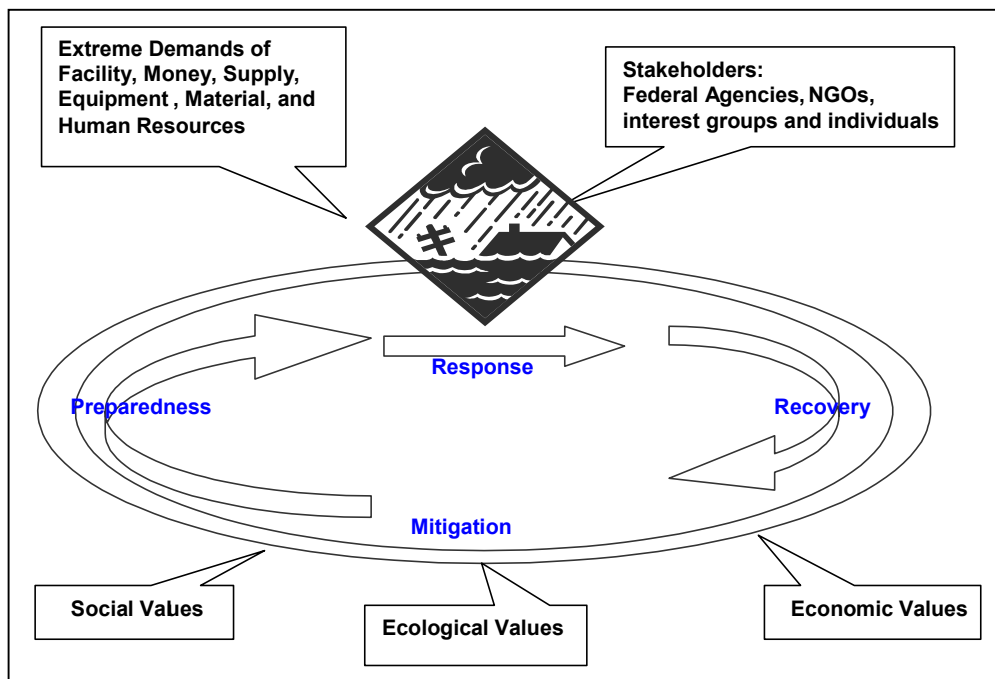 Extreme Demands of
Facility, Money, Supply,
Equipment , Material, and
Human Resources
Stakeholders:
Federal Agencies, NGOs,
interest groups and individuals
Response
Preparedness
Recovery
Mitigation
Social Values
Ecological Values
Economic Values